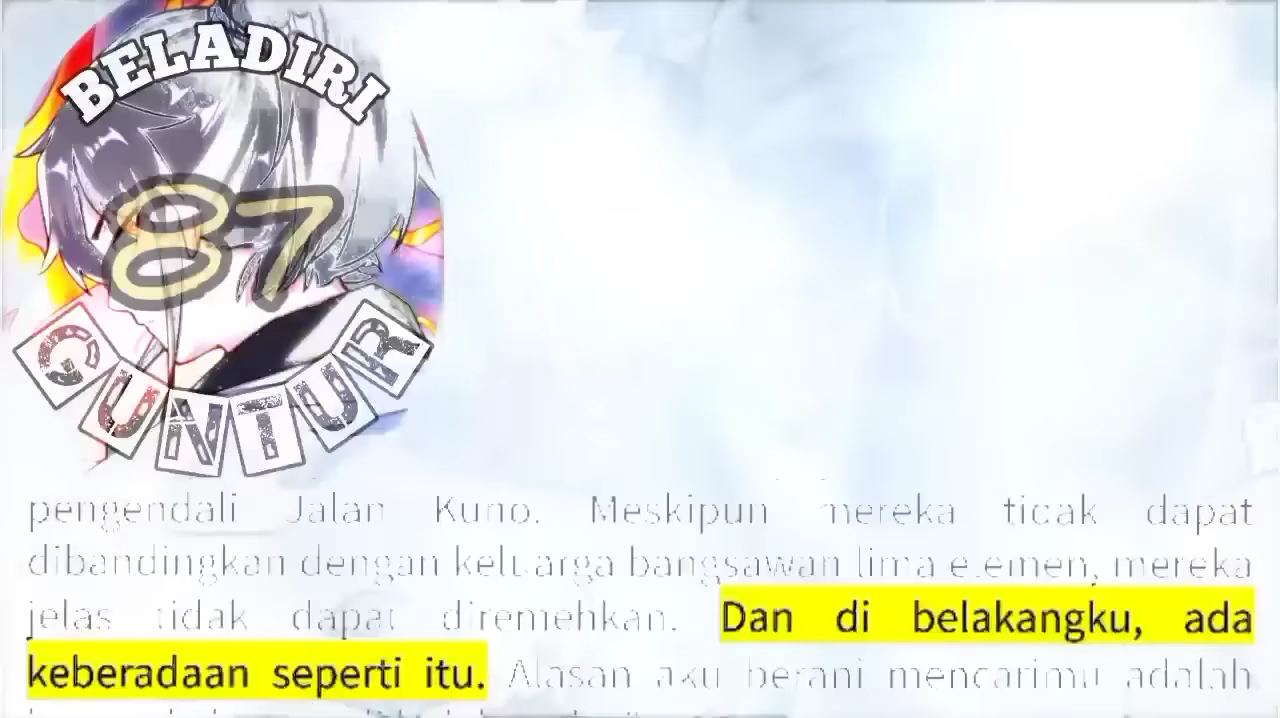 BELADIRI
87
GUNTUR
pengendali Jalan Kuno. Meskipun mereka tidak dapat
dibandingkan dengan keluarga bangsawan lima elemen, mereka
jelas tidak dapat diremehkan. Dan di belakangku, ada
keberadaan seperti itu. Alasan aku berani mencarimu adalah